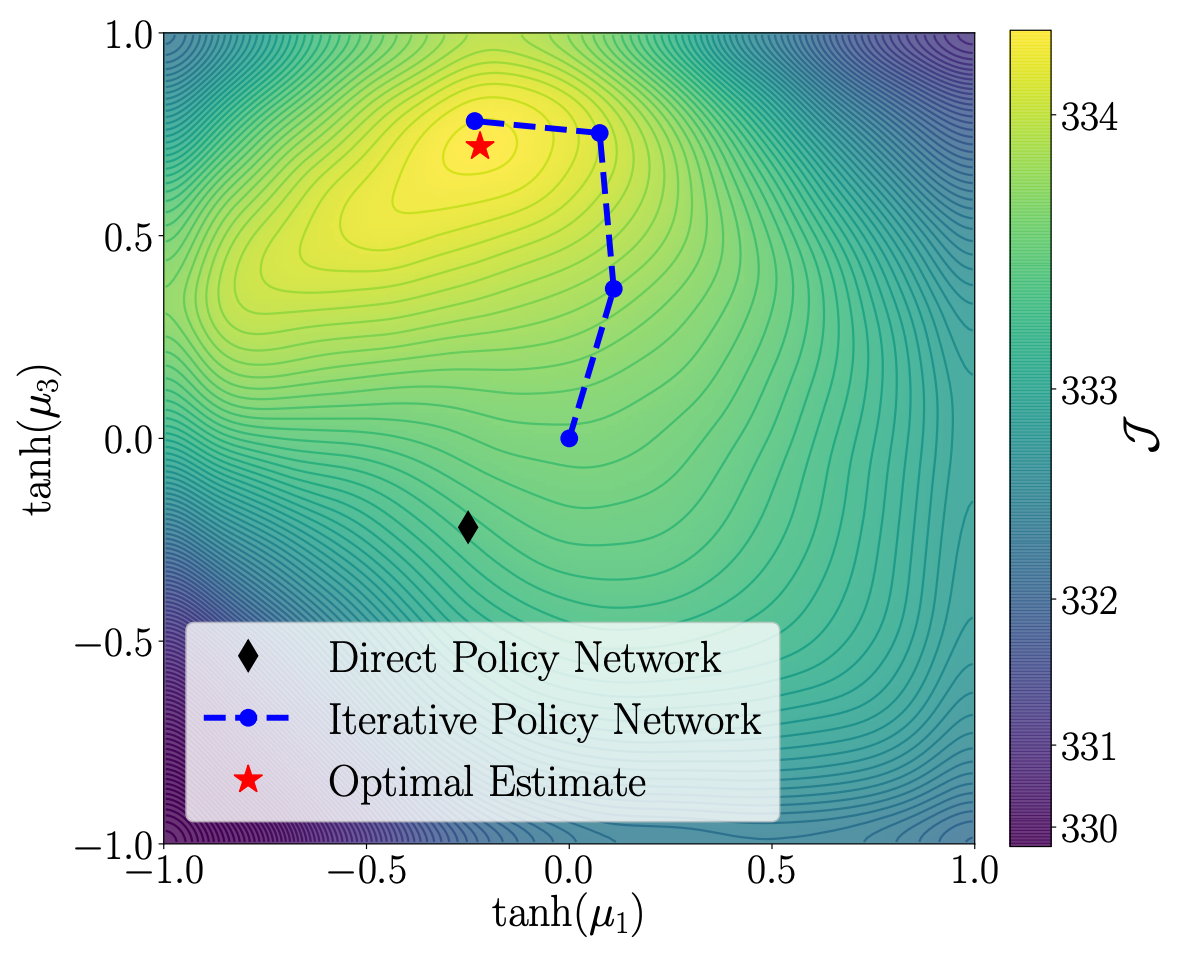 1.0
0.5
0.0
−0.5
−1.0
tanh(μ₃)
−1.0
−0.5
0.0
0.5
1.0
tanh(μ₁)
Direct Policy Network
Iterative Policy Network
Optimal Estimate
334
333
332
331
330
𝒥